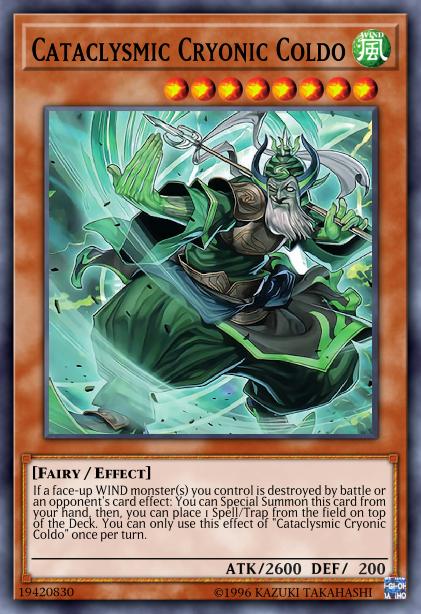 Cataclysmic Cryonic Coldo
WIND
風
[Fairy / Effect]
If a face-up WIND monster(s) you control is destroyed by battle or
an opponent's card effect: You can Special Summon this card from
your hand, then, you can place 1 Spell/Trap from the field on top
of the Deck. You can only use this effect of "Cataclysmic Cryonic
Coldo" once per turn.
ATK/2600 DEF/ 200
19420830
©1996 KAZUKI TAKAHASHI